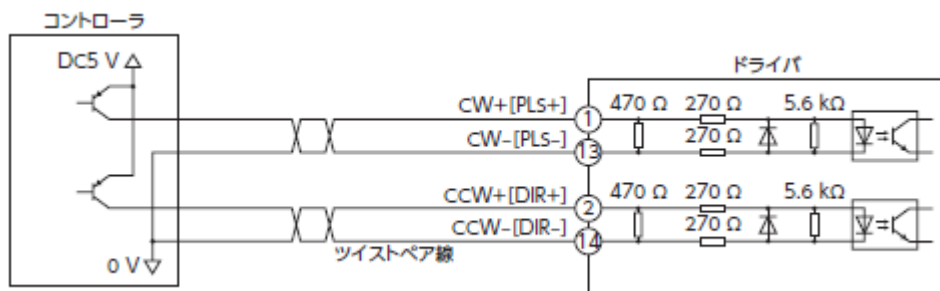 コントローラ
DC5 V
ドライバ
CW+[PLS+]
1
470 Ω 270 Ω 5.6 kΩ
CW-[PLS-]
13
270 Ω
CCW+[DIR+]
2
470 Ω 270 Ω 5.6 kΩ
CCW-[DIR-]
14
270 Ω
ツイストペア線
0 V